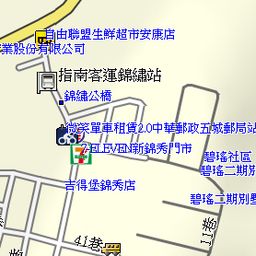 自由聯盟生鮮超市安康店
業股份有限公司
指南客運錦繡站
錦繡公橋
微笑單車租賃2.0中華郵政五城郵局站
7-ELEVEN新錦秀門市
碧瑤社區
吉得堡錦秀店
碧瑤二期別墅
碧瑤二期別
41巷
11巷